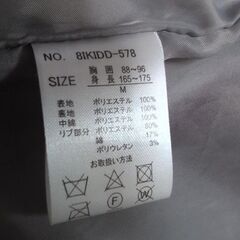 NO. 8IKIDD-578
SIZE 胸 囲 88~96
身 長 165~175
M
表地 ポリエステル 100%
裏地 ポリエステル 100%
中綿 ポリエステル 100%
リブ部分 ポリエステル 80%
綿 17%
ポリウレタン 3%
お取扱い方法